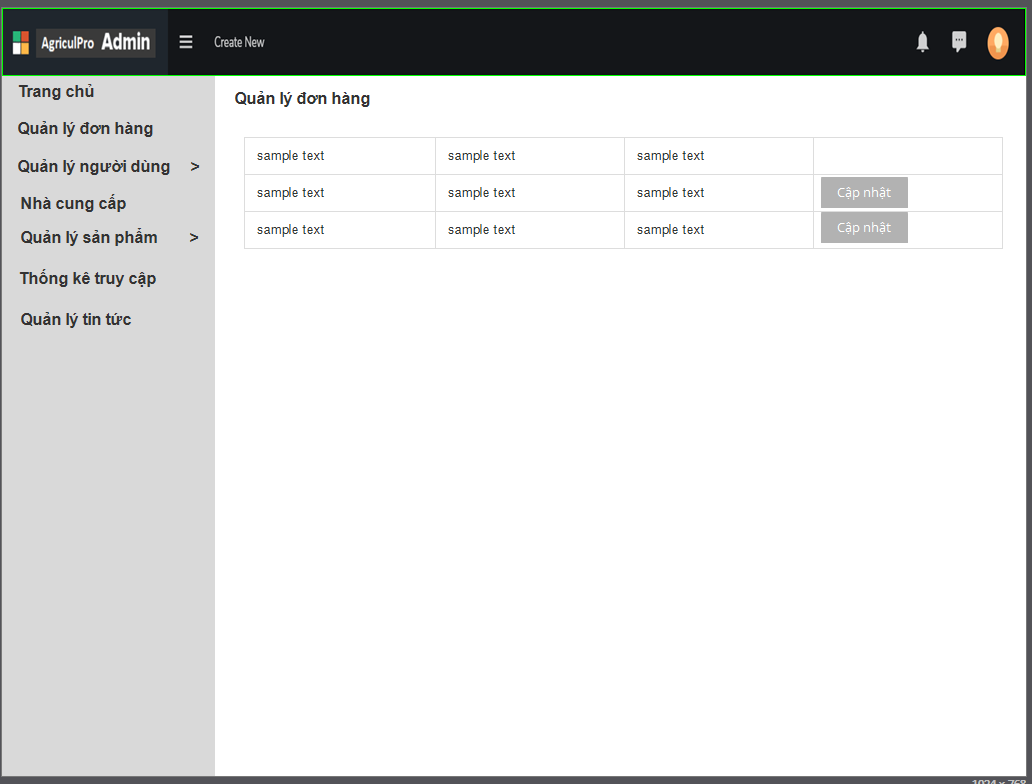 AgriculPro Admin
Create New
Trang chủ
Quản lý đơn hàng
Quản lý người dùng >
Nhà cung cấp
Quản lý sản phẩm >
Thống kê truy cập
Quản lý tin tức
Quản lý đơn hàng
sample text sample text sample text
sample text sample text sample text Cập nhật
sample text sample text sample text Cập nhật
1024 x 768